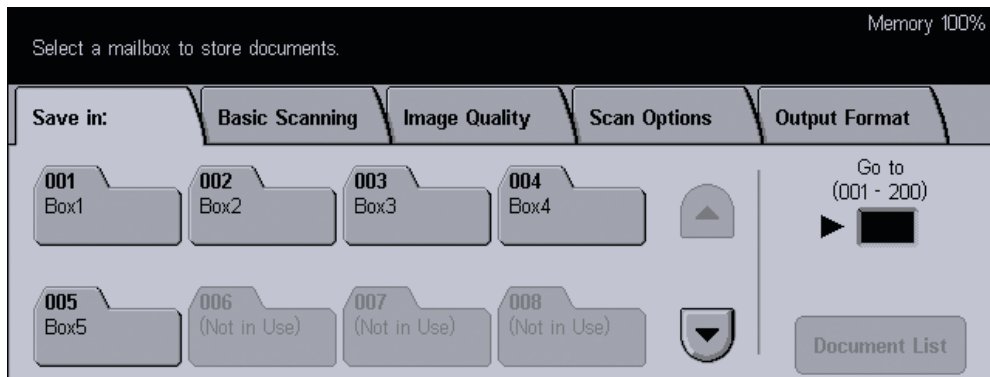 Memory 100%
Select a mailbox to store documents.
Save in:
Basic Scanning
Image Quality
Scan Options
Output Format
001
Box1
002
Box2
003
Box3
004
Box4
Go to
(001 - 200)
005
Box5
006
(Not in Use)
007
(Not in Use)
008
(Not in Use)
Document List